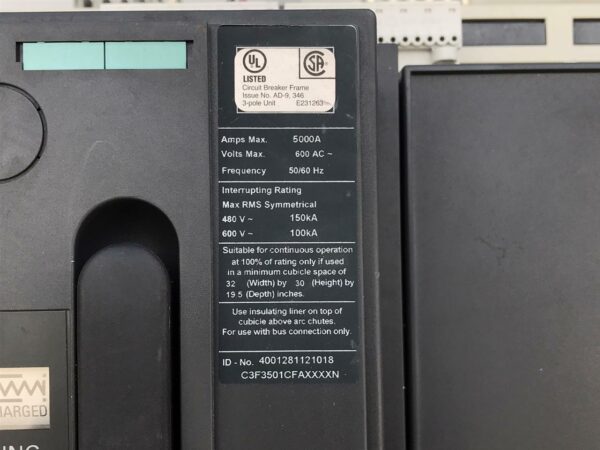 UL
LISTED
SA
Circuit Breaker Frame
Issue No. AD-9, 346
3-pole Unit E231263
Amps Max. 5000A
Volts Max. 600 AC ~
Frequency 50/60 Hz
Interrupting Rating
Max RMS Symmetrical
480 V ~ 150kA
600 V ~ 100kA
Suitable for continuous operation
at 100% of rating only if used
in a minimum cubicle space of
32 (Width) by 30 (Height) by
19.5 (Depth) inches.
Use insulating liner on top of
cubicle above arc chutes.
For use with bus connection only.
ID - No. 4001281121018
C3F3501CFAXXXXN